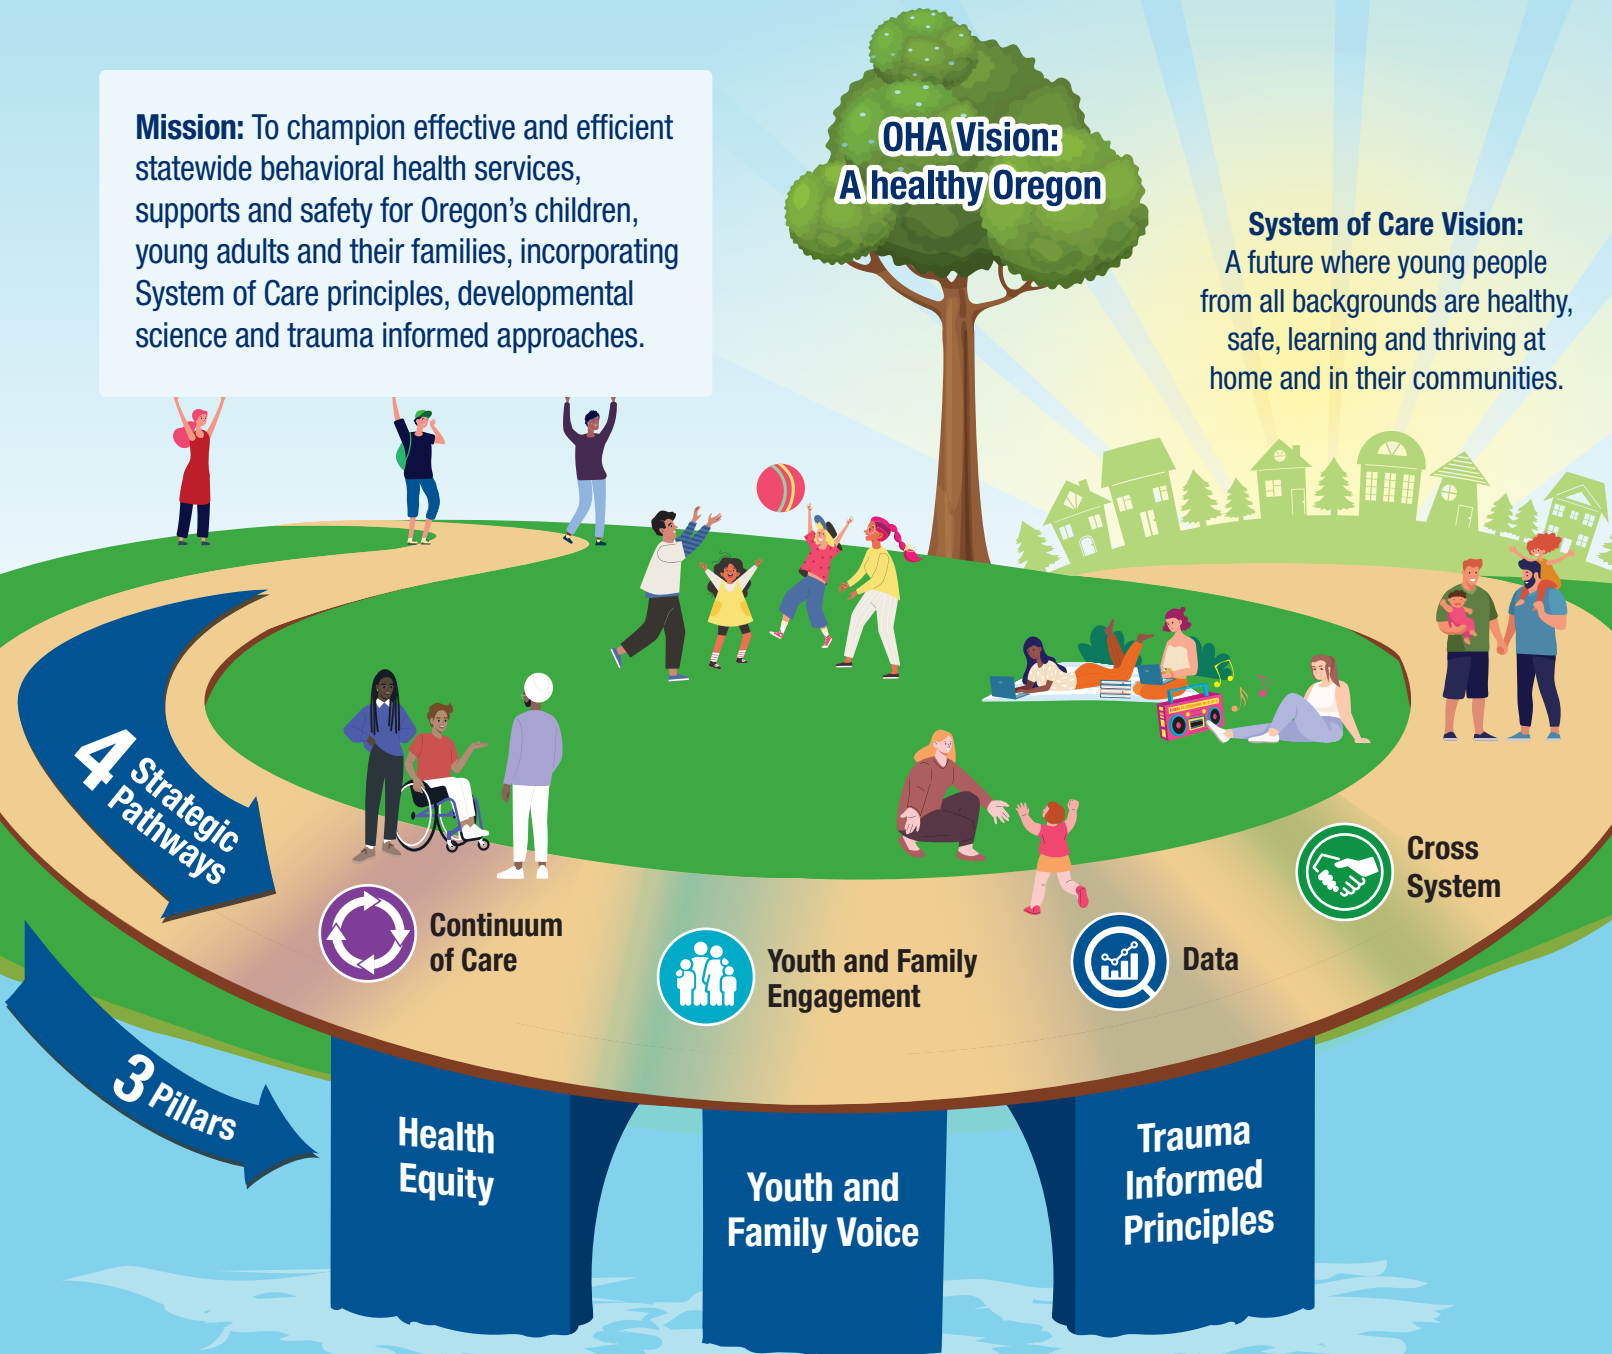 Mission: To champion effective and efficient
statewide behavioral health services,
supports and safety for Oregon’s children,
young adults and their families, incorporating
System of Care principles, developmental
science and trauma informed approaches.
OHA Vision:
A healthy Oregon
System of Care Vision:
A future where young people
from all backgrounds are healthy,
safe, learning and thriving at
home and in their communities.
4 Strategic
Pathways
Continuum
of Care
Youth and Family
Engagement
Data
Cross
System
3 Pillars
Health
Equity
Youth and
Family Voice
Trauma
Informed
Principles